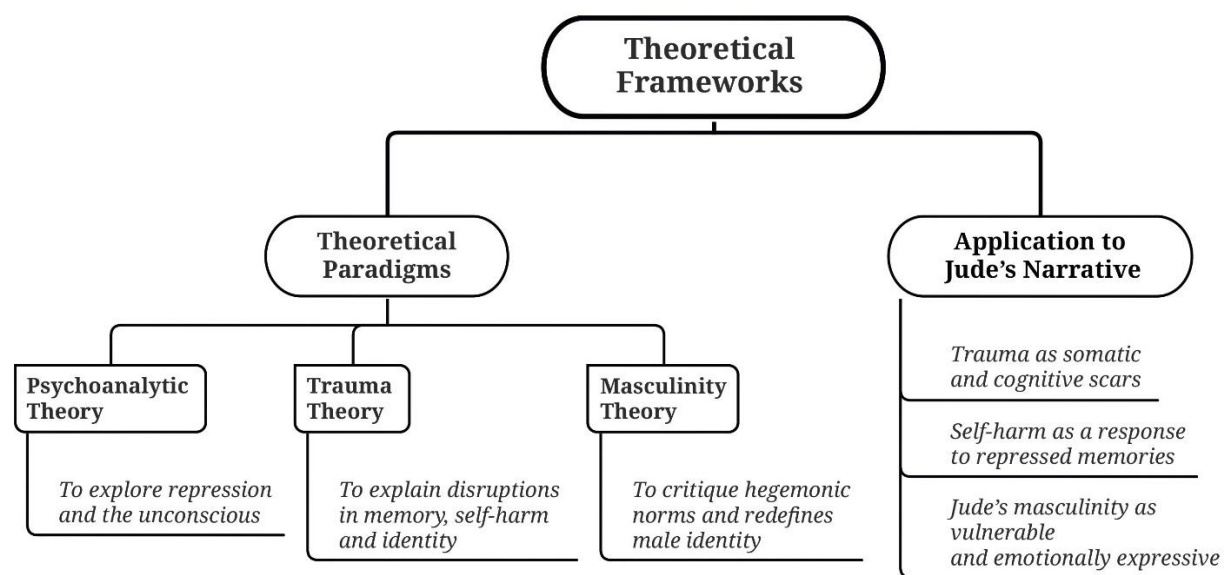 Theoretical
Frameworks
Theoretical
Paradigms
Application to
Jude’s Narrative
Psychoanalytic
Theory
To explore repression
and the unconscious
Trauma
Theory
To explain disruptions
in memory, self-harm
and identity
Masculinity
Theory
To critique hegemonic
norms and redefines
male identity
Trauma as somatic
and cognitive scars
Self-harm as a response
to repressed memories
Jude’s masculinity as
vulnerable
and emotionally expressive